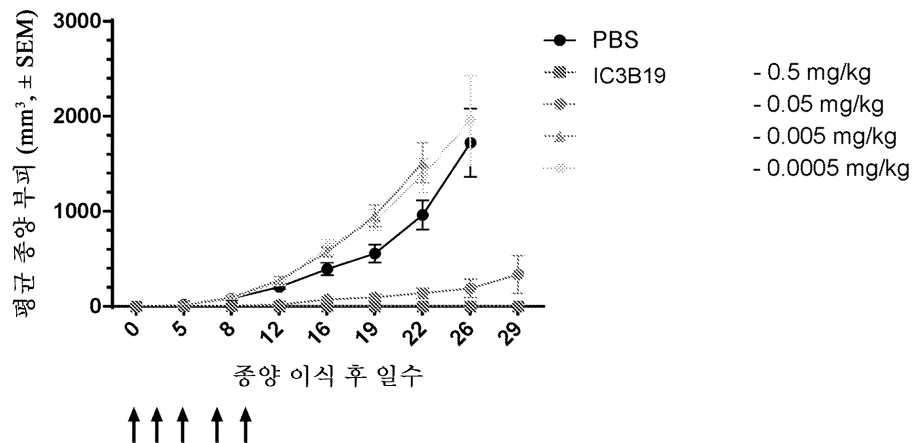 평균 종양 부피 (mm³, ± SEM)
3000
2000
1000
0
0 5 8 12 16 19 22 26 29
종양 이식 후 일수
PBS
IC3B19 - 0.5 mg/kg
- 0.05 mg/kg
- 0.005 mg/kg
- 0.0005 mg/kg